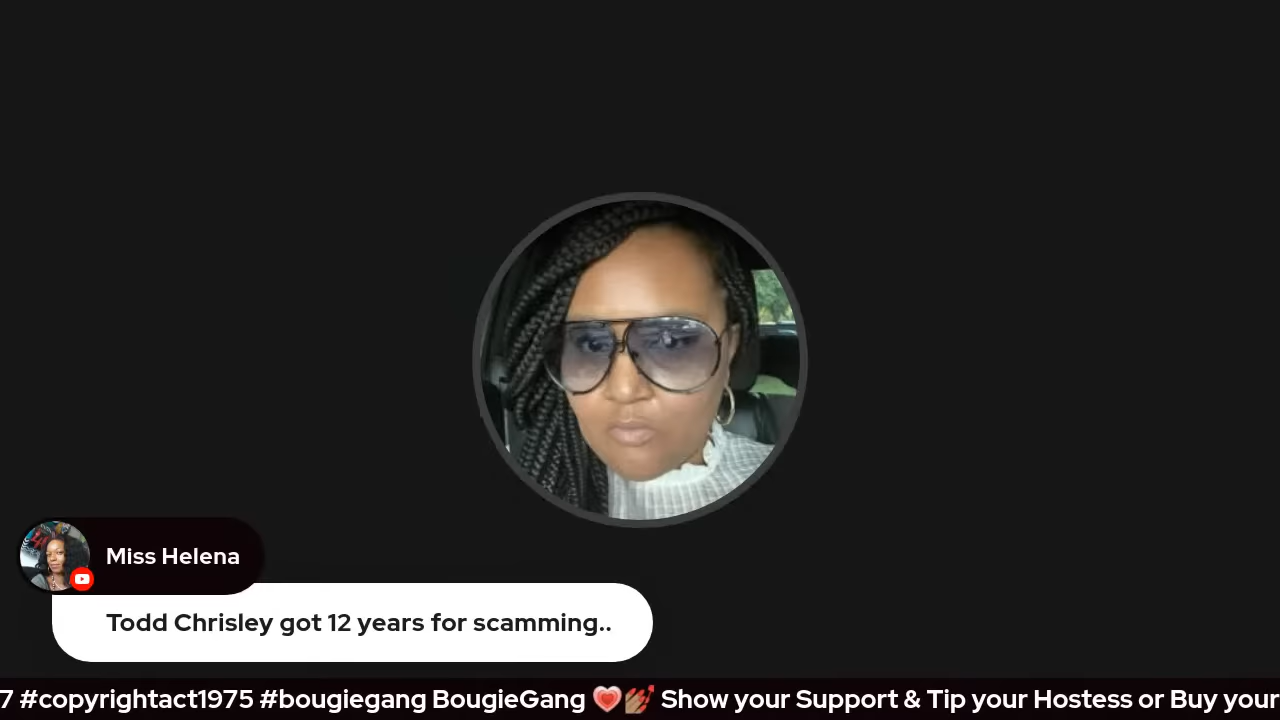 Miss Helena
Todd Chrisley got 12 years for scamming..
7 #copyrightact1975 #bougiegang BougieGang 💗💅🏽 Show your Support & Tip your Hostess or Buy your